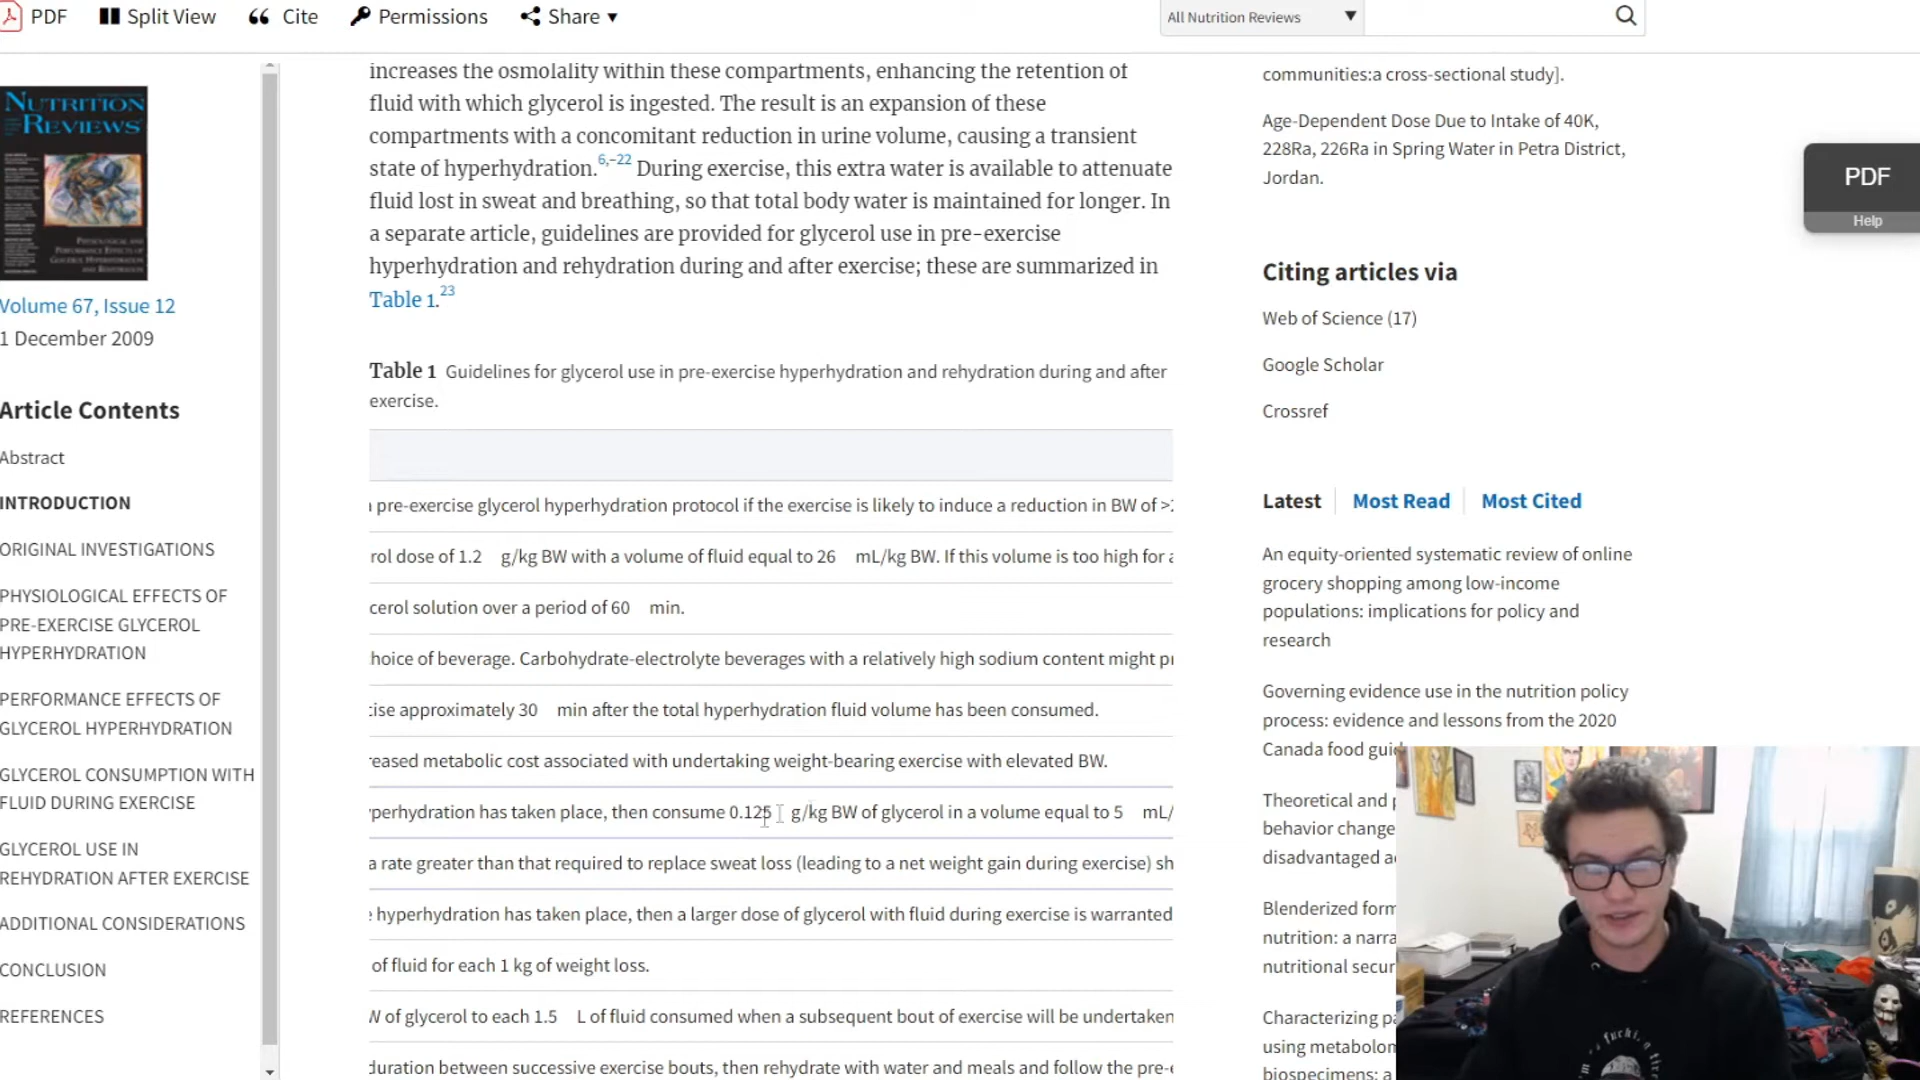 PDF
Split View
Cite
Permissions
Share
All Nutrition Reviews
NUTRITION
REVIEWS
PHYSIOLOGICAL AND
PERFORMANCE EFFECTS OF
GLYCEROL HYPERHYDRATION
AND REHYDRATION
Volume 67, Issue 12
1 December 2009
Article Contents
Abstract
INTRODUCTION
ORIGINAL INVESTIGATIONS
PHYSIOLOGICAL EFFECTS OF
PRE-EXERCISE GLYCEROL
HYPERHYDRATION
PERFORMANCE EFFECTS OF
GLYCEROL HYPERHYDRATION
GLYCEROL CONSUMPTION WITH
FLUID DURING EXERCISE
GLYCEROL USE IN
REHYDRATION AFTER EXERCISE
ADDITIONAL CONSIDERATIONS
CONCLUSION
REFERENCES
increases the osmolality within these compartments, enhancing the retention of
fluid with which glycerol is ingested. The result is an expansion of these
compartments with a concomitant reduction in urine volume, causing a transient
state of hyperhydration.6,–22 During exercise, this extra water is available to attenuate
fluid lost in sweat and breathing, so that total body water is maintained for longer. In
a separate article, guidelines are provided for glycerol use in pre-exercise
hyperhydration and rehydration during and after exercise; these are summarized in
Table 1.23
Table 1 Guidelines for glycerol use in pre-exercise hyperhydration and rehydration during and after
exercise.
pre-exercise glycerol hyperhydration protocol if the exercise is likely to induce a reduction in BW of >
rol dose of 1.2 g/kg BW with a volume of fluid equal to 26 mL/kg BW. If this volume is too high for a
cerol solution over a period of 60 min.
hoice of beverage. Carbohydrate-electrolyte beverages with a relatively high sodium content might pr
cise approximately 30 min after the total hyperhydration fluid volume has been consumed.
reased metabolic cost associated with undertaking weight-bearing exercise with elevated BW.
yperhydration has taken place, then consume 0.125 g/kg BW of glycerol in a volume equal to 5 mL/
a rate greater than that required to replace sweat loss (leading to a net weight gain during exercise) sh
hyperhydration has taken place, then a larger dose of glycerol with fluid during exercise is warranted
of fluid for each 1 kg of weight loss.
W of glycerol to each 1.5 L of fluid consumed when a subsequent bout of exercise will be undertaken
duration between successive exercise bouts, then rehydrate with water and meals and follow the pre-e
communities:a cross-sectional study].
Age-Dependent Dose Due to Intake of 40K,
228Ra, 226Ra in Spring Water in Petra District,
Jordan.
Citing articles via
Web of Science (17)
Google Scholar
Crossref
Latest
Most Read
Most Cited
An equity-oriented systematic review of online
grocery shopping among low-income
populations: implications for policy and
research
Governing evidence use in the nutrition policy
process: evidence and lessons from the 2020
Canada food guid
Theoretical and p
behavior change
disadvantaged a
Blenderized form
nutrition: a narra
nutritional secur
Characterizing pa
using metabolom
biospecimens: a
PDF
Help